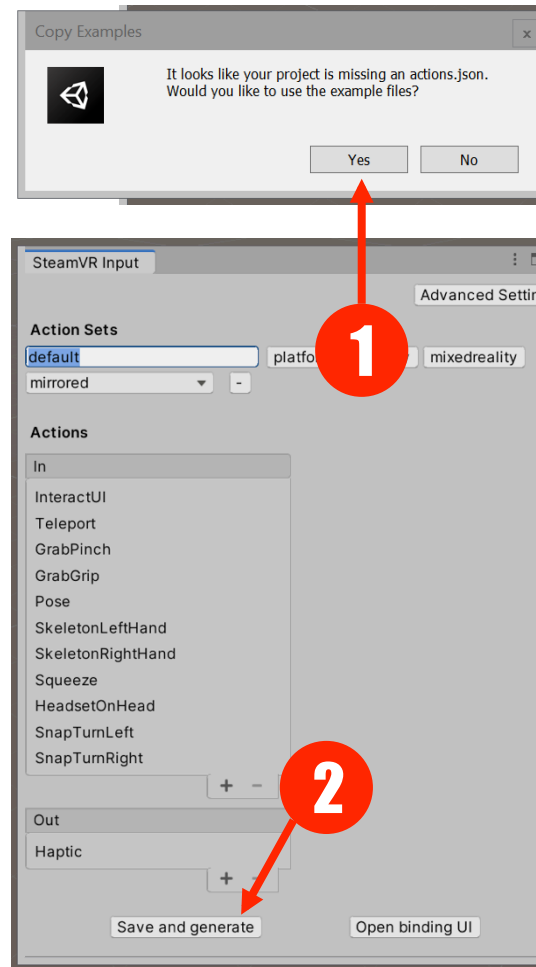 Copy Examples
x
It looks like your project is missing an actions.json.
Would you like to use the example files?
Yes
No
SteamVR Input
Advanced
1
Action Sets
default
mixedreality
mirrored
-
Actions
In
InteractUI
Teleport
GrabPinch
GrabGrip
Pose
SkeletonLeftHand
SkeletonRightHand
Squeeze
HeadsetOnHead
SnapTurnLeft
SnapTurnRight
+ -
2
Out
Haptic
+ -
Save and generate
Open binding UI